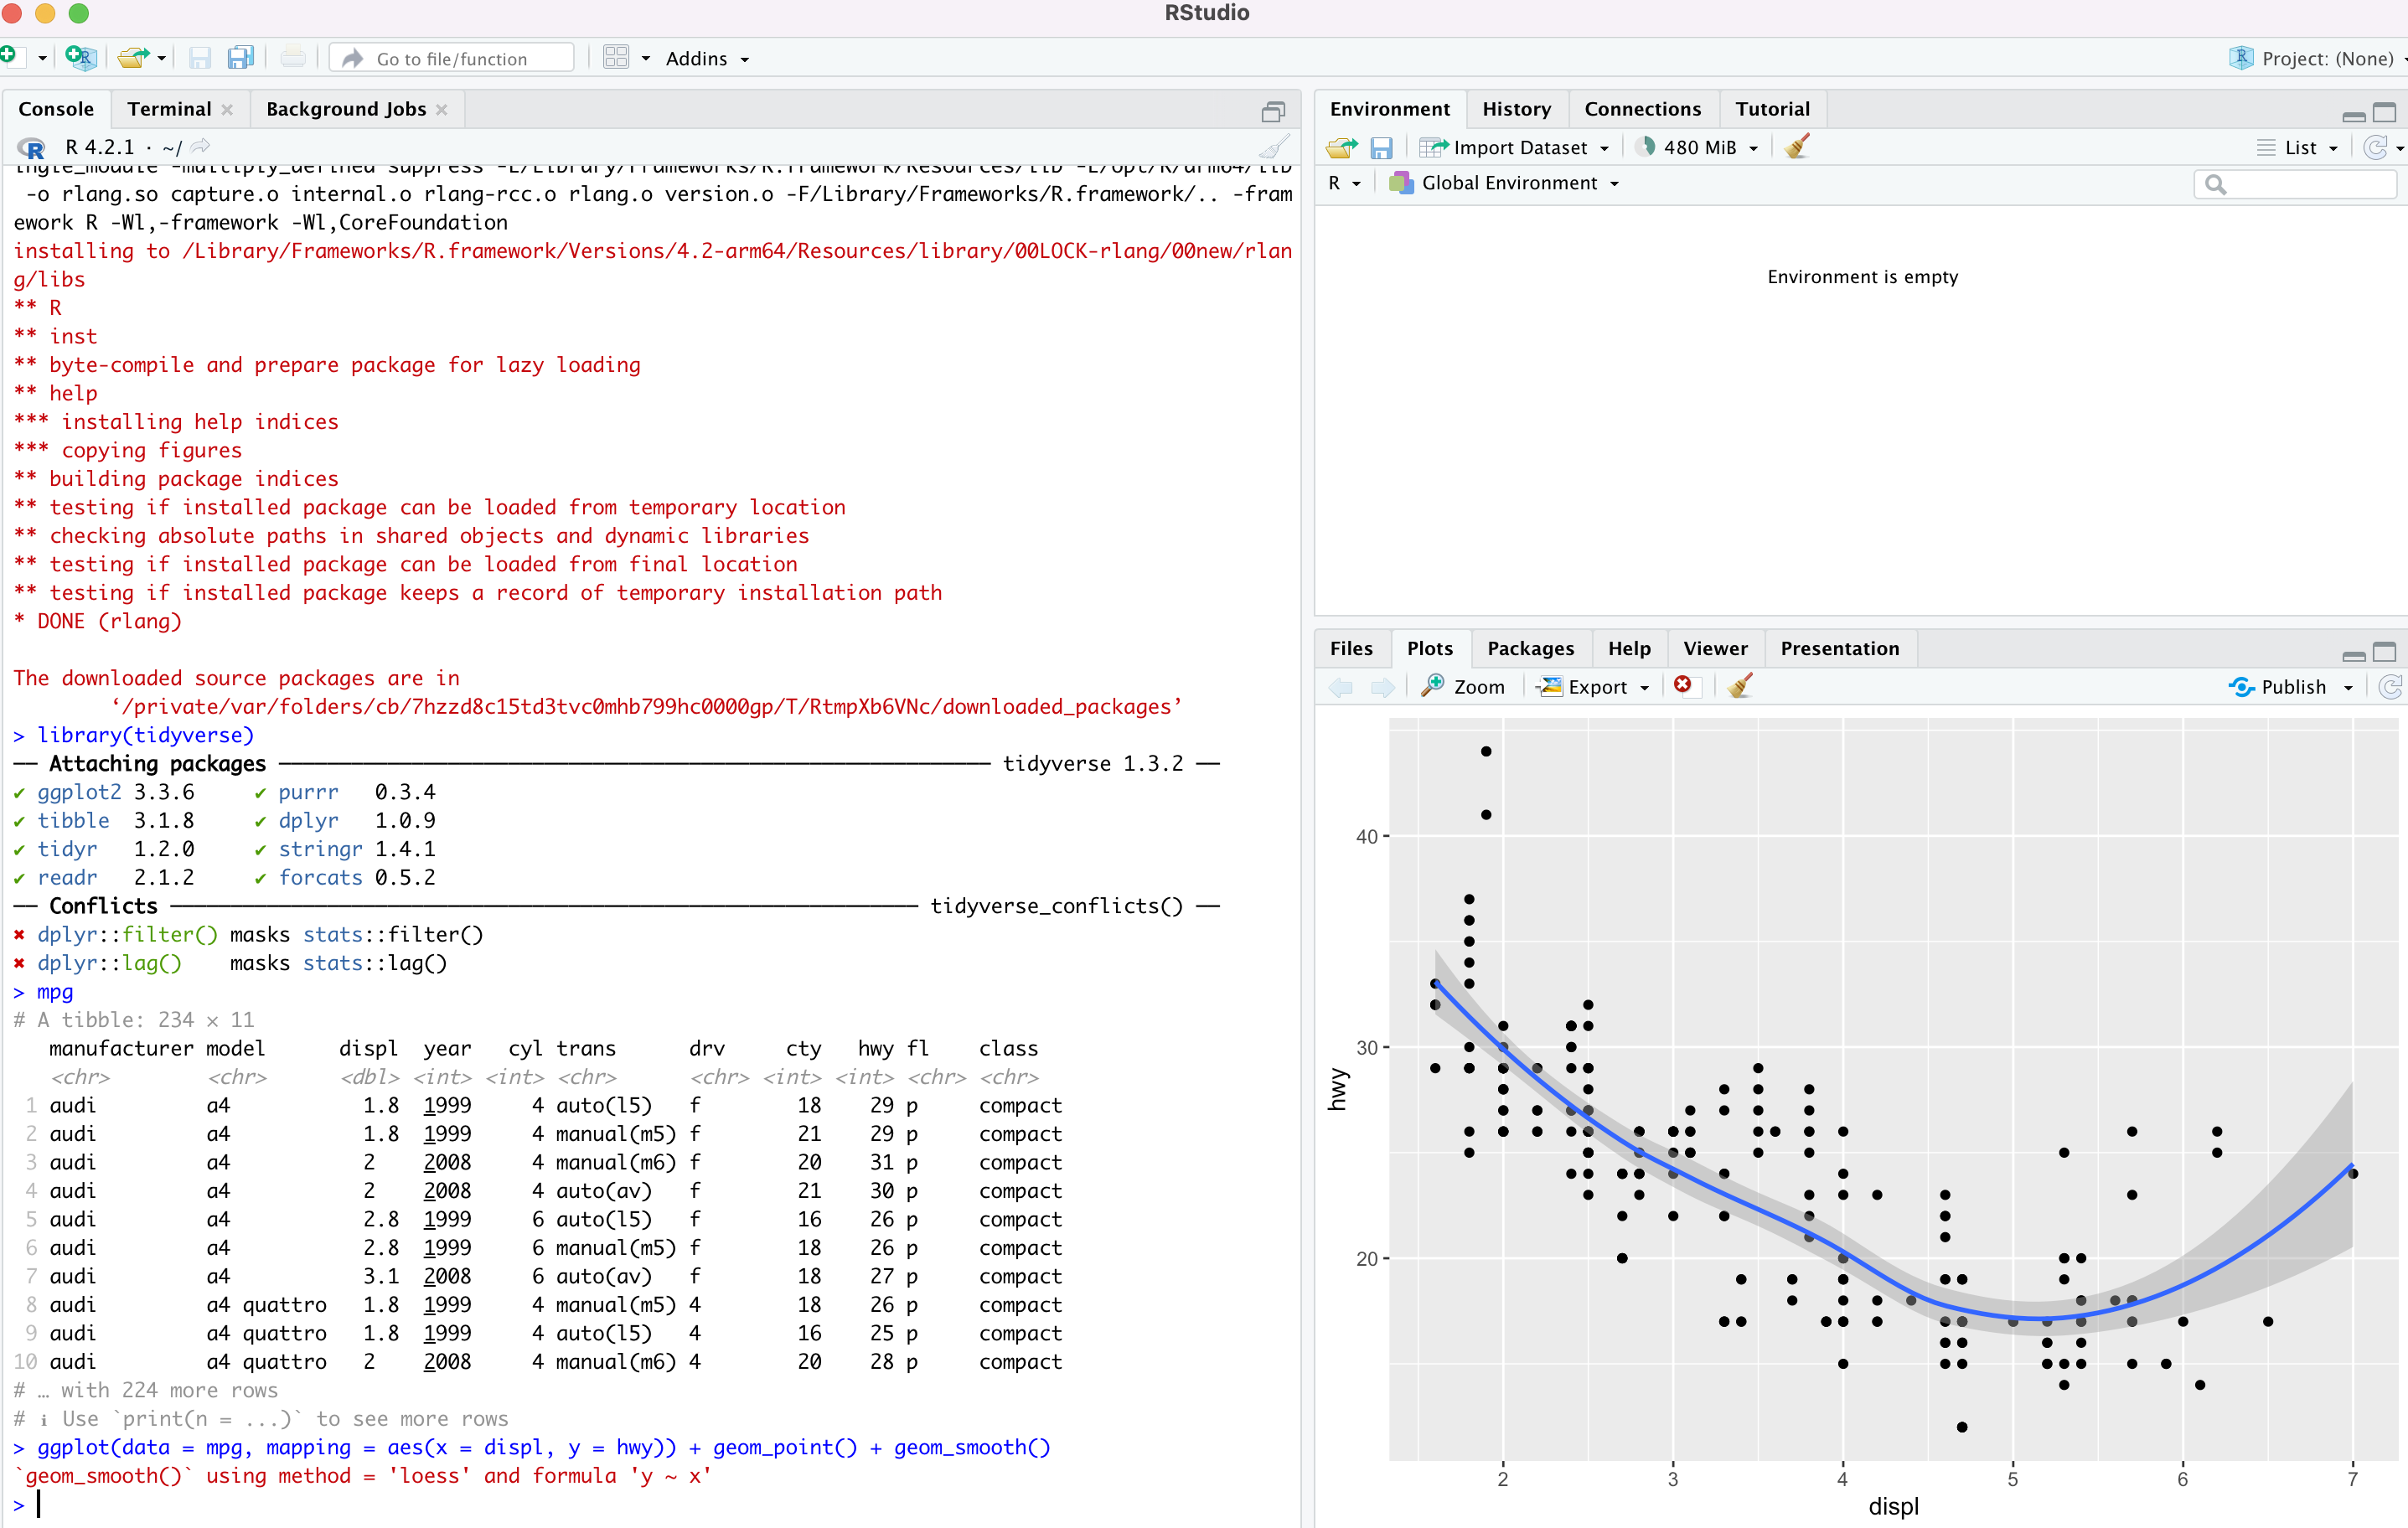 RStudio
Go to file/function
Addins
Project: (None)
Console
Terminal
Background Jobs
R 4.2.1 · ~/
ingle_module -multiply_defined suppress -L/Library/Frameworks/R.framework/Resources/lib -L/opt/R/arm64/lib
-o rlang.so capture.o internal.o rlang-rcc.o rlang.o version.o -F/Library/Frameworks/R.framework/.. -fram
ework R -Wl,-framework -Wl,CoreFoundation
installing to /Library/Frameworks/R.framework/Versions/4.2-arm64/Resources/library/00LOCK-rlang/00new/rlan
g/libs
** R
** inst
** byte-compile and prepare package for lazy loading
** help
*** installing help indices
*** copying figures
** building package indices
** testing if installed package can be loaded from temporary location
** checking absolute paths in shared objects and dynamic libraries
** testing if installed package can be loaded from final location
** testing if installed package keeps a record of temporary installation path
* DONE (rlang)
The downloaded source packages are in
‘/private/var/folders/cb/7hzzd8c15td3tvc0mhb799hc0000gp/T/RtmpXb6VNc/downloaded_packages’
> library(tidyverse)
── Attaching packages ─────────────────── tidyverse 1.3.2 ──
✔ ggplot2 3.3.6     ✔ purrr   0.3.4
✔ tibble  3.1.8     ✔ dplyr   1.0.9
✔ tidyr   1.2.0     ✔ stringr 1.4.1
✔ readr   2.1.2     ✔ forcats 0.5.2
── Conflicts ─────────────────── tidyverse_conflicts() ──
✖ dplyr::filter() masks stats::filter()
✖ dplyr::lag()    masks stats::lag()
> mpg
# A tibble: 234 × 11
manufacturer model      displ  year   cyl trans      drv     cty   hwy fl    class
<chr>        <chr>      <dbl> <int> <int> <chr>      <chr> <int> <int> <chr> <chr>
1 audi         a4           1.8  1999     4 auto(l5)   f        18    29 p     compact
2 audi         a4           1.8  1999     4 manual(m5) f        21    29 p     compact
3 audi         a4           2    2008     4 manual(m6) f        20    31 p     compact
4 audi         a4           2    2008     4 auto(av)   f        21    30 p     compact
5 audi         a4           2.8  1999     6 auto(l5)   f        16    26 p     compact
6 audi         a4           2.8  1999     6 manual(m5) f        18    26 p     compact
7 audi         a4           3.1  2008     6 auto(av)   f        18    27 p     compact
8 audi         a4 quattro   1.8  1999     4 manual(m5) 4        18    26 p     compact
9 audi         a4 quattro   1.8  1999     4 auto(l5)   4        16    25 p     compact
10 audi         a4 quattro   2    2008     4 manual(m6) 4        20    28 p     compact
# … with 224 more rows
# ℹ Use `print(n = ...)` to see more rows
> ggplot(data = mpg, mapping = aes(x = displ, y = hwy)) + geom_point() + geom_smooth()
`geom_smooth()` using method = 'loess' and formula 'y ~ x'
>
Environment
History
Connections
Tutorial
Import Dataset
480 MiB
List
R
Global Environment
Environment is empty
Files
Plots
Packages
Help
Viewer
Presentation
Zoom
Export
Publish
40
30
20
hwy
2 3 4 5 6 7
displ